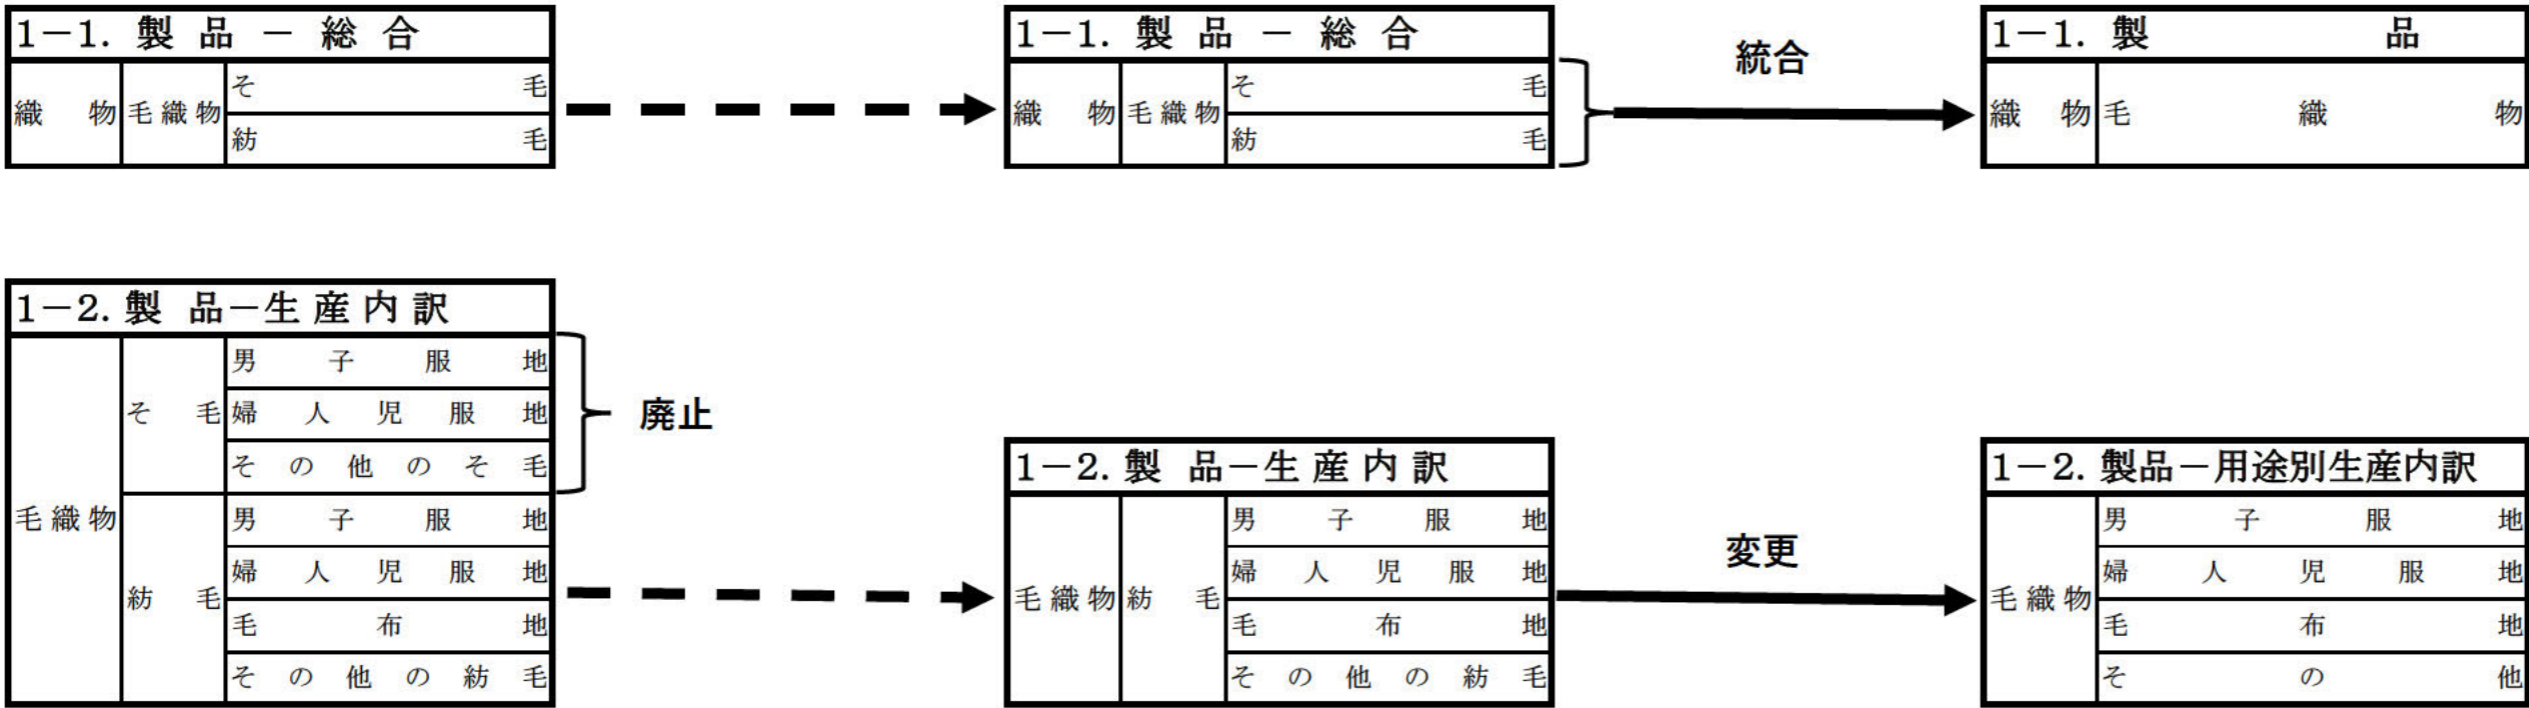 1－1. 製品－総合
織物 毛織物 そ毛
紡毛
1－1. 製品－総合
織物 毛織物 そ毛
紡毛
統合
1－1. 製品
織物 毛織物
1－2. 製品－生産内訳
毛織物 そ毛 男子服地
婦人児服地
その他のそ毛
紡毛 男子服地
婦人児服地
毛布地
その他の紡毛
廃止
1－2. 製品－生産内訳
毛織物 紡毛 男子服地
婦人児服地
毛布地
その他の紡毛
変更
1－2. 製品－用途別生産内訳
毛織物 男子服地
婦人児服地
毛布地
その他